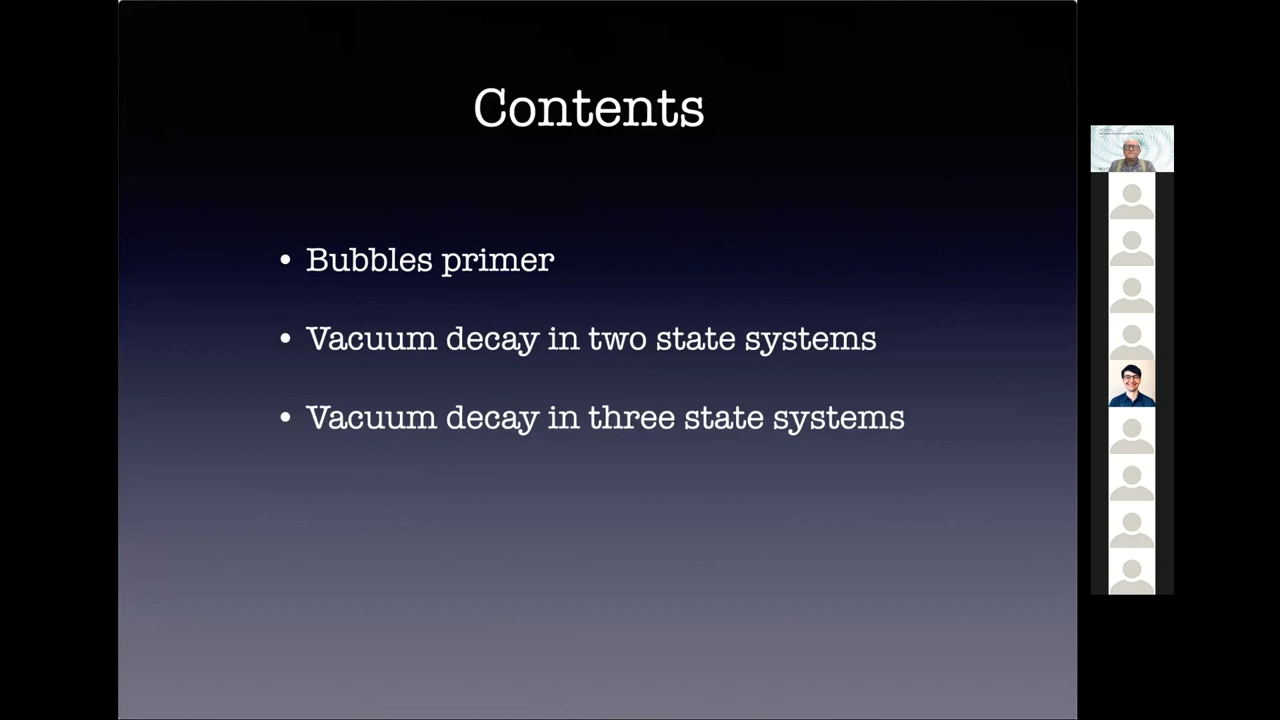 Contents
• Bubbles primer
• Vacuum decay in two state systems
• Vacuum decay in three state systems